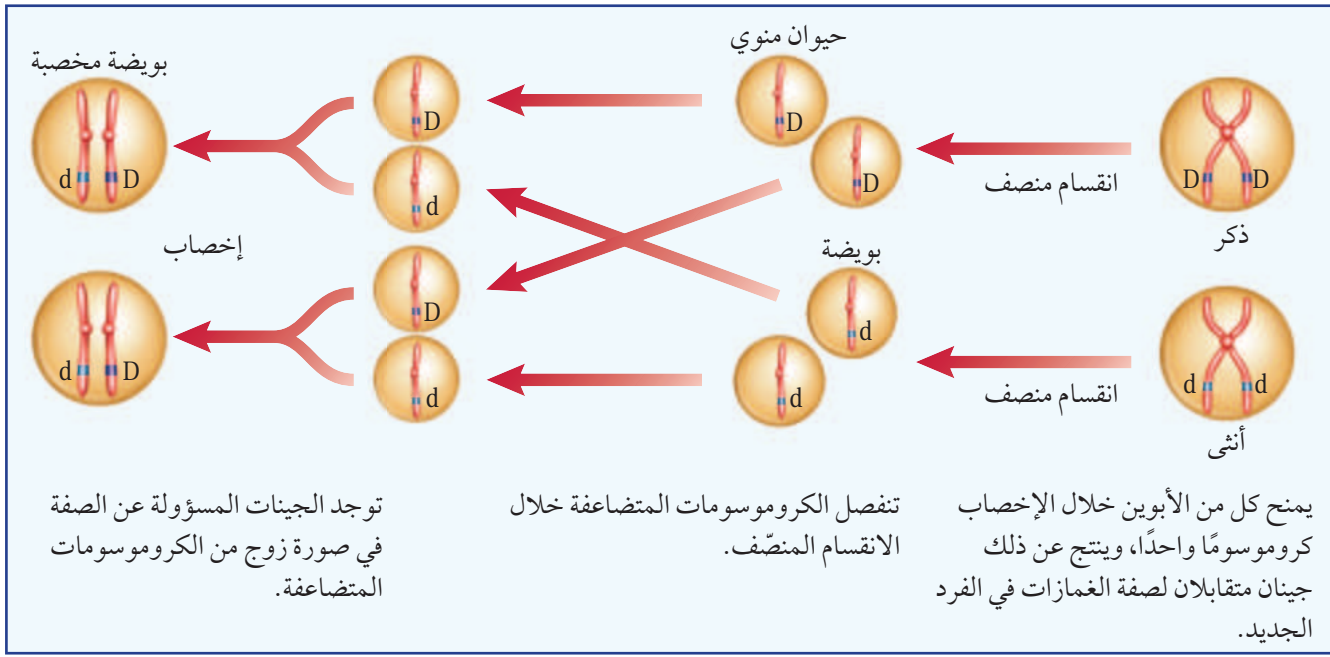 حيوان منوي
بويضة مخصبة
D
D
d
D
D
D
d
D
انقسام منصف
ذكر
إخصاب
بويضة
D
d
d
D
d
d
d
d
انقسام منصف
أنثى
يمنح كل من الأبوين خلال الإخصاب
كروموسومًا واحدًا، وينتج عن ذلك
جينان متقابلان لصفة الغمازات في الفرد
الجديد.
تنفصل الكروموسومات المتضاعفة خلال
الانقسام المنصّف.
توجد الجينات المسؤولة عن الصفة
في صورة زوج من الكروموسومات
المتضاعفة.